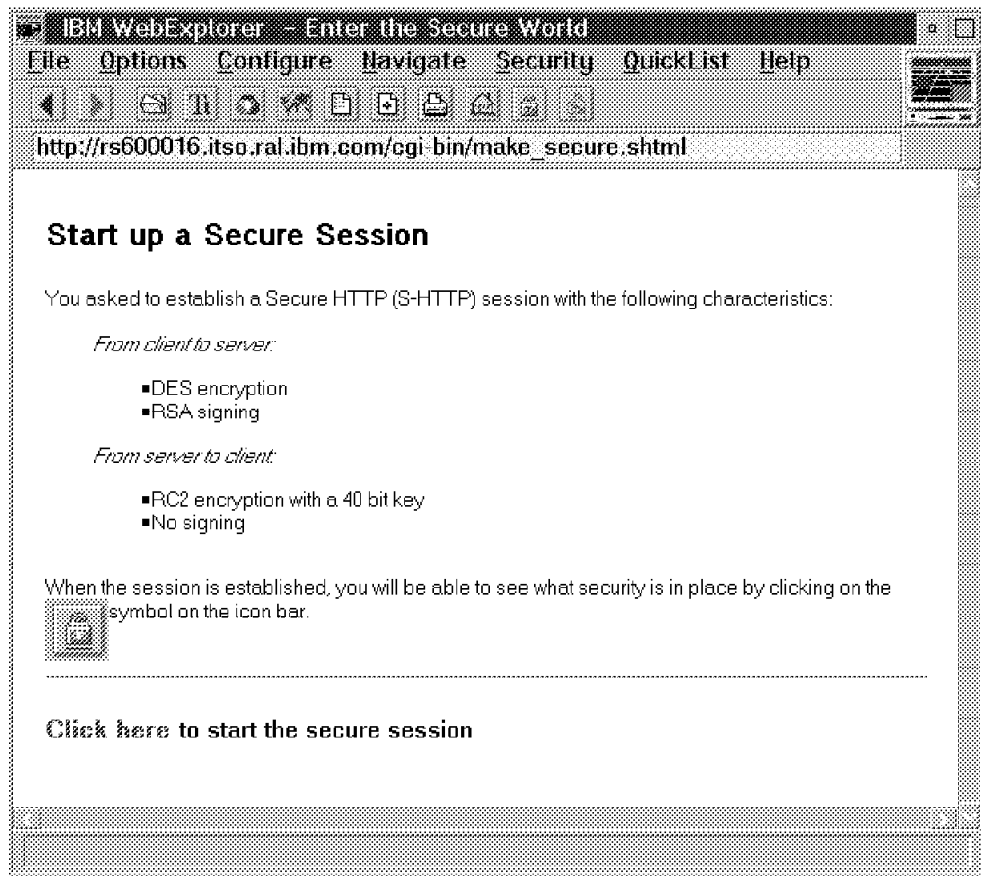 IBM WebExplorer - Enter the Secure World
File Options Configure Navigate Security QuickList Help
http://rs600016.itso.ral.ibm.com/cgi-bin/make_secure.shtml
Start up a Secure Session
You asked to establish a Secure HTTP (S-HTTP) session with the following characteristics:
From client to server:
▪DES encryption
▪RSA signing
From server to client:
▪RC2 encryption with a 40 bit key
▪No signing
When the session is established, you will be able to see what security is in place by clicking on the
symbol on the icon bar.
Click here to start the secure session